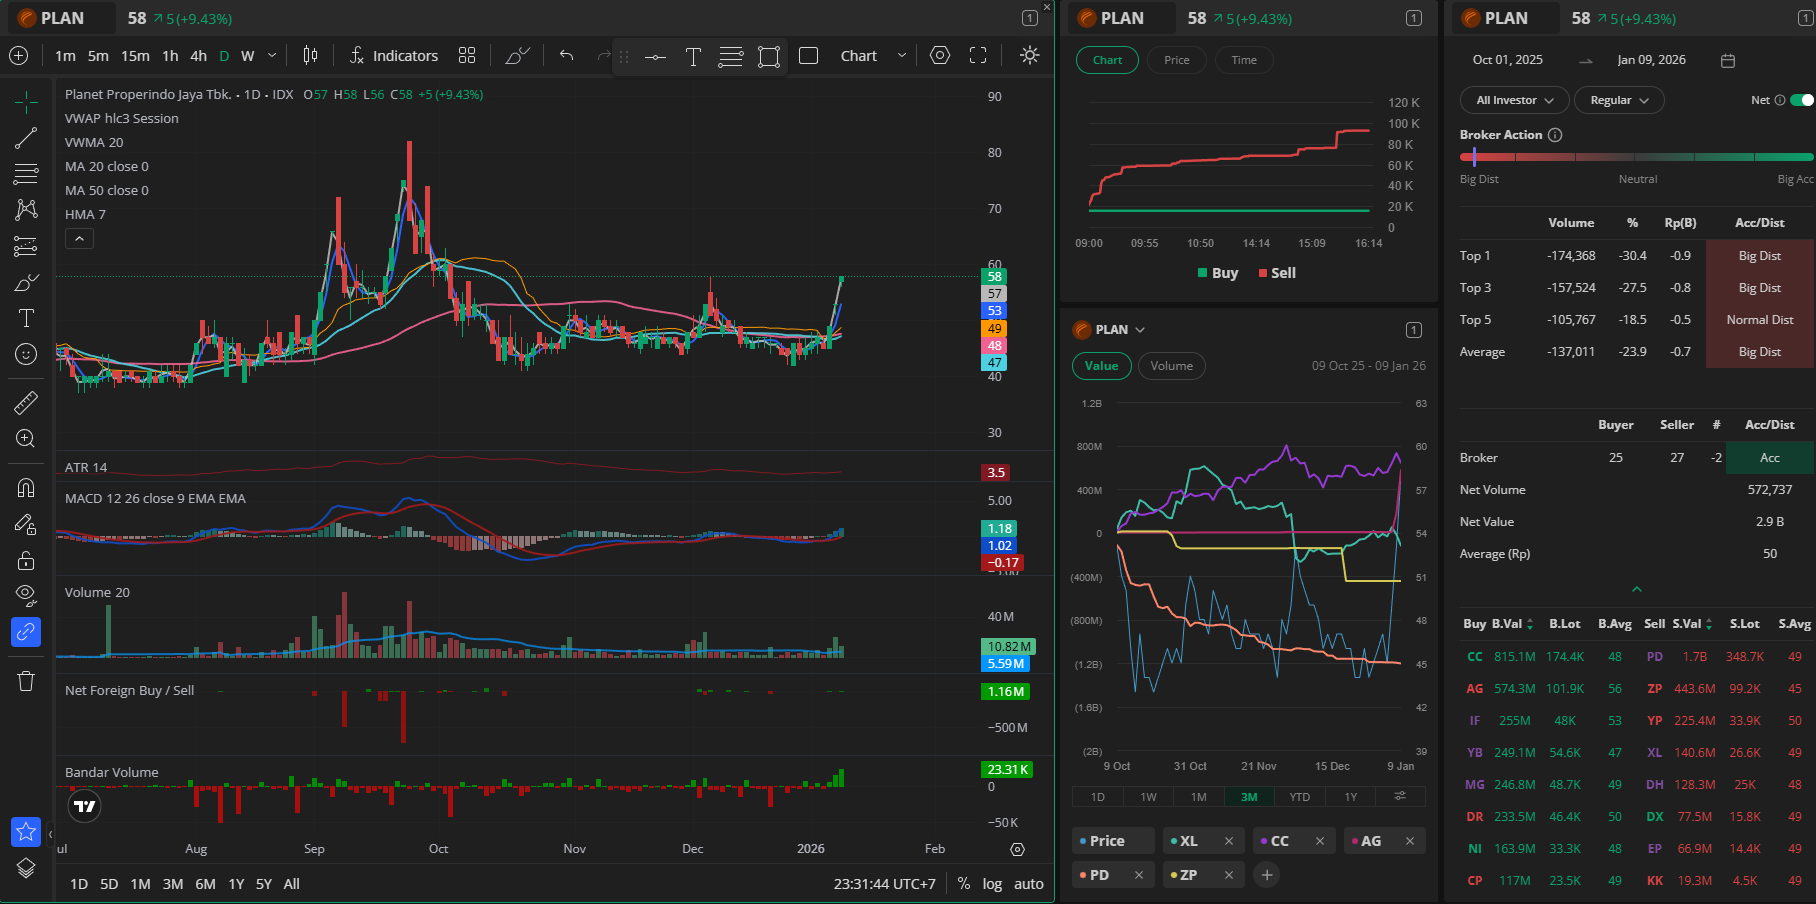 PLAN 58 5 (+9.43%) 1
1m 5m 15m 1h 4h D W Indicators T Chart
Planet Properindo Jaya Tbk. • 1D • IDX O57 H58 L56 C58 +5 (+9.43%)
VWAP hlc3 Session
VWMA 20
MA 20 close 0
MA 50 close 0
HMA 7
90
80
70
60
58
57
53
49
48
47
40
30
ATR 14
3.5
MACD 12 26 close 9 EMA EMA
5.00
1.18
1.02
−0.17
Volume 20
40 M
10.82 M
5.59 M
Net Foreign Buy / Sell
1.16 M
−500 M
Bandar Volume
23.31 K
0
−50 K
ul Aug Sep Oct Nov Dec 2026 Feb
1D 5D 1M 3M 6M 1Y 5Y All 23:31:44 UTC+7 % log auto
PLAN 58 5 (+9.43%) 1
Chart Price Time
120 K
100 K
80 K
60 K
40 K
20 K
0
09:00 09:55 10:50 14:14 15:09 16:14
Buy Sell
PLAN 1
Value Volume 09 Oct 25 - 09 Jan 26
1.2B 63
800M 60
400M 57
0 54
(400M) 51
(800M) 48
(1.2B) 45
(1.6B) 42
(2B) 39
9 Oct 31 Oct 21 Nov 15 Dec 9 Jan
1D 1W 1M 3M YTD 1Y
Price XL × CC × AG ×
PD × ZP × +
PLAN 58 5 (+9.43%) 1
Oct 01, 2025 → Jan 09, 2026
All Investor Regular Net
Broker Action
Big Dist Neutral Big Acc
Volume % Rp(B) Acc/Dist
Top 1 -174,368 -30.4 -0.9 Big Dist
Top 3 -157,524 -27.5 -0.8 Big Dist
Top 5 -105,767 -18.5 -0.5 Normal Dist
Average -137,011 -23.9 -0.7 Big Dist
Buyer Seller # Acc/Dist
Broker 25 27 -2 Acc
Net Volume 572,737
Net Value 2.9 B
Average (Rp) 50
Buy B.Val B.Lot B.Avg Sell S.Val S.Lot S.Avg
CC 815.1M 174.4K 48 PD 1.7B 348.7K 49
AG 574.3M 101.9K 56 ZP 443.6M 99.2K 45
IF 255M 48K 53 YP 225.4M 33.9K 50
YB 249.1M 54.6K 47 XL 140.6M 26.6K 49
MG 246.8M 48.7K 49 DH 128.3M 25K 48
DR 233.5M 46.4K 50 DX 77.5M 15.8K 49
NI 163.9M 33.3K 48 EP 66.9M 14.4K 49
CP 117M 23.5K 49 KK 19.3M 4.5K 49